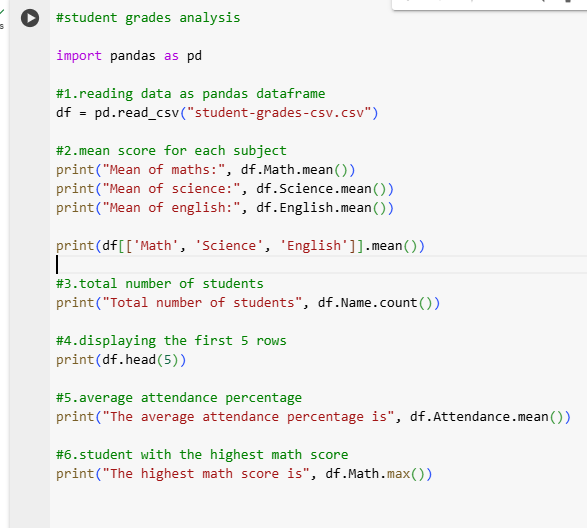 #student grades analysis
import pandas as pd
#1.reading data as pandas dataframe
df = pd.read_csv("student-grades-csv.csv")
#2.mean score for each subject
print("Mean of maths:", df.Math.mean())
print("Mean of science:", df.Science.mean())
print("Mean of english:", df.English.mean())
print(df[['Math', 'Science', 'English']].mean())
#3.total number of students
print("Total number of students", df.Name.count())
#4.displaying the first 5 rows
print(df.head(5))
#5.average attendance percentage
print("The average attendance percentage is", df.Attendance.mean())
#6.student with the highest math score
print("The highest math score is", df.Math.max())